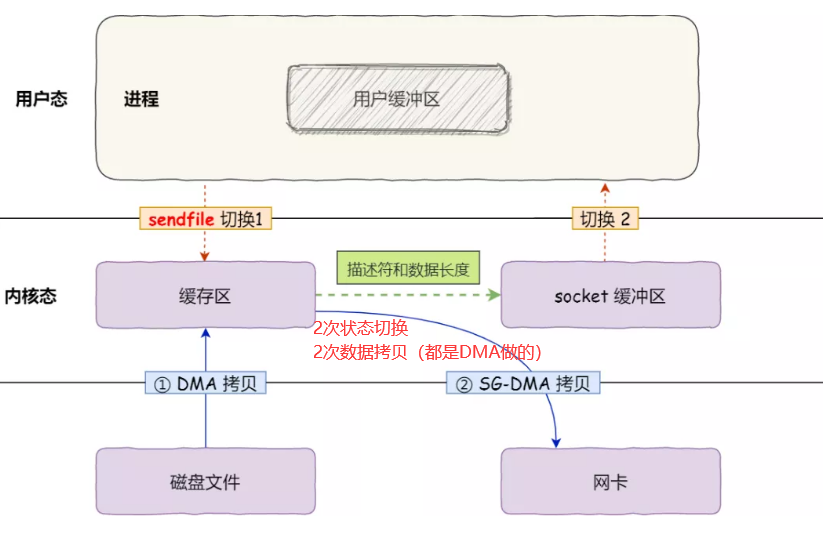 用户态
进程
用户缓冲区
sendfile 切换1
切换 2
内核态
缓存区
描述符和数据长度
socket 缓冲区
2次状态切换
2次数据拷贝（都是DMA做的）
① DMA 拷贝
② SG-DMA 拷贝
磁盘文件
网卡